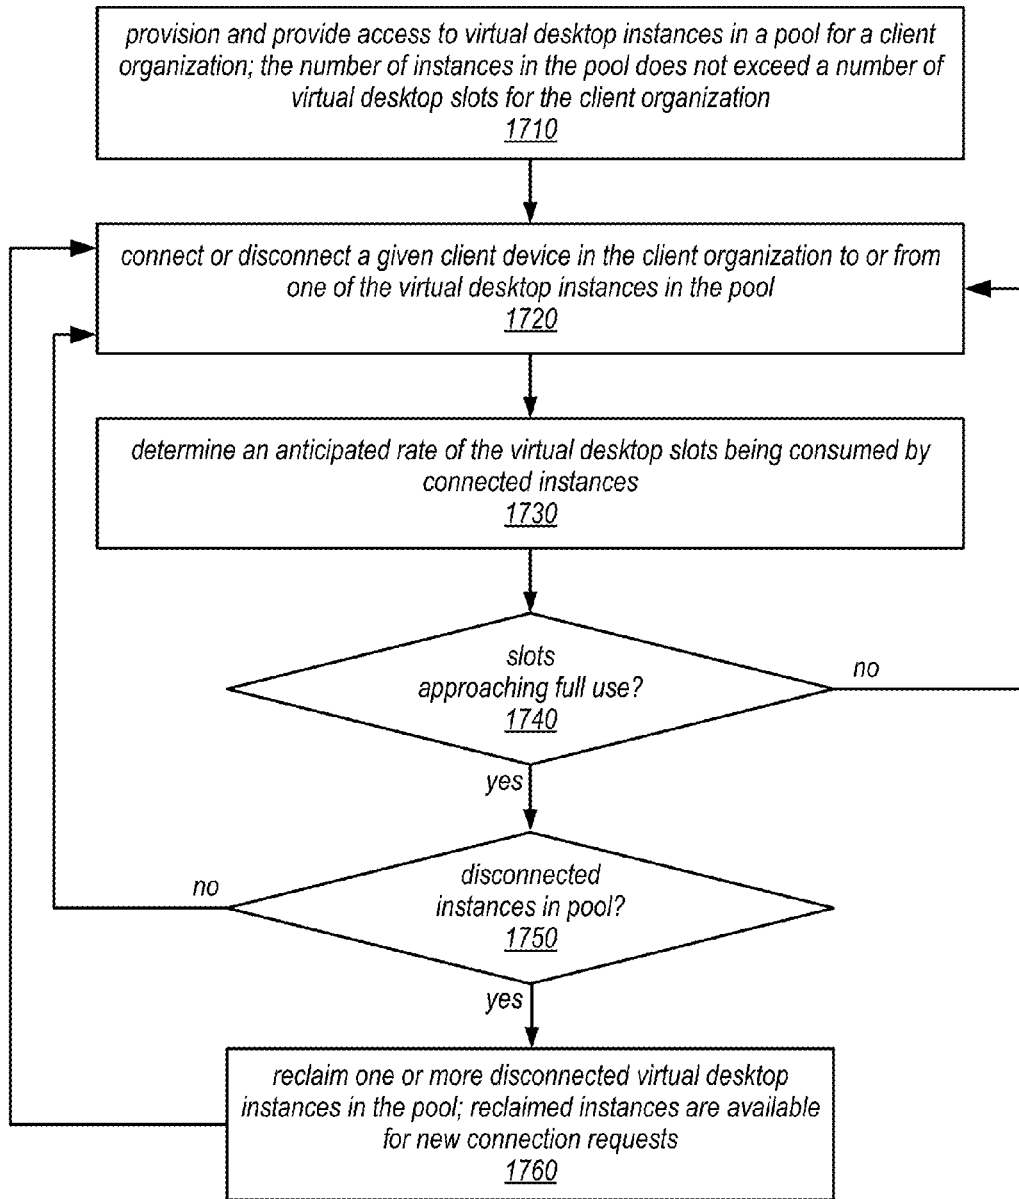 provision and provide access to virtual desktop instances in a pool for a client
organization; the number of instances in the pool does not exceed a number of
virtual desktop slots for the client organization
1710
connect or disconnect a given client device in the client organization to or from
one of the virtual desktop instances in the pool
1720
determine an anticipated rate of the virtual desktop slots being consumed by
connected instances
1730
slots
approaching full use?
1740
no
yes
disconnected
instances in pool?
1750
no
yes
reclaim one or more disconnected virtual desktop
instances in the pool; reclaimed instances are available
for new connection requests
1760